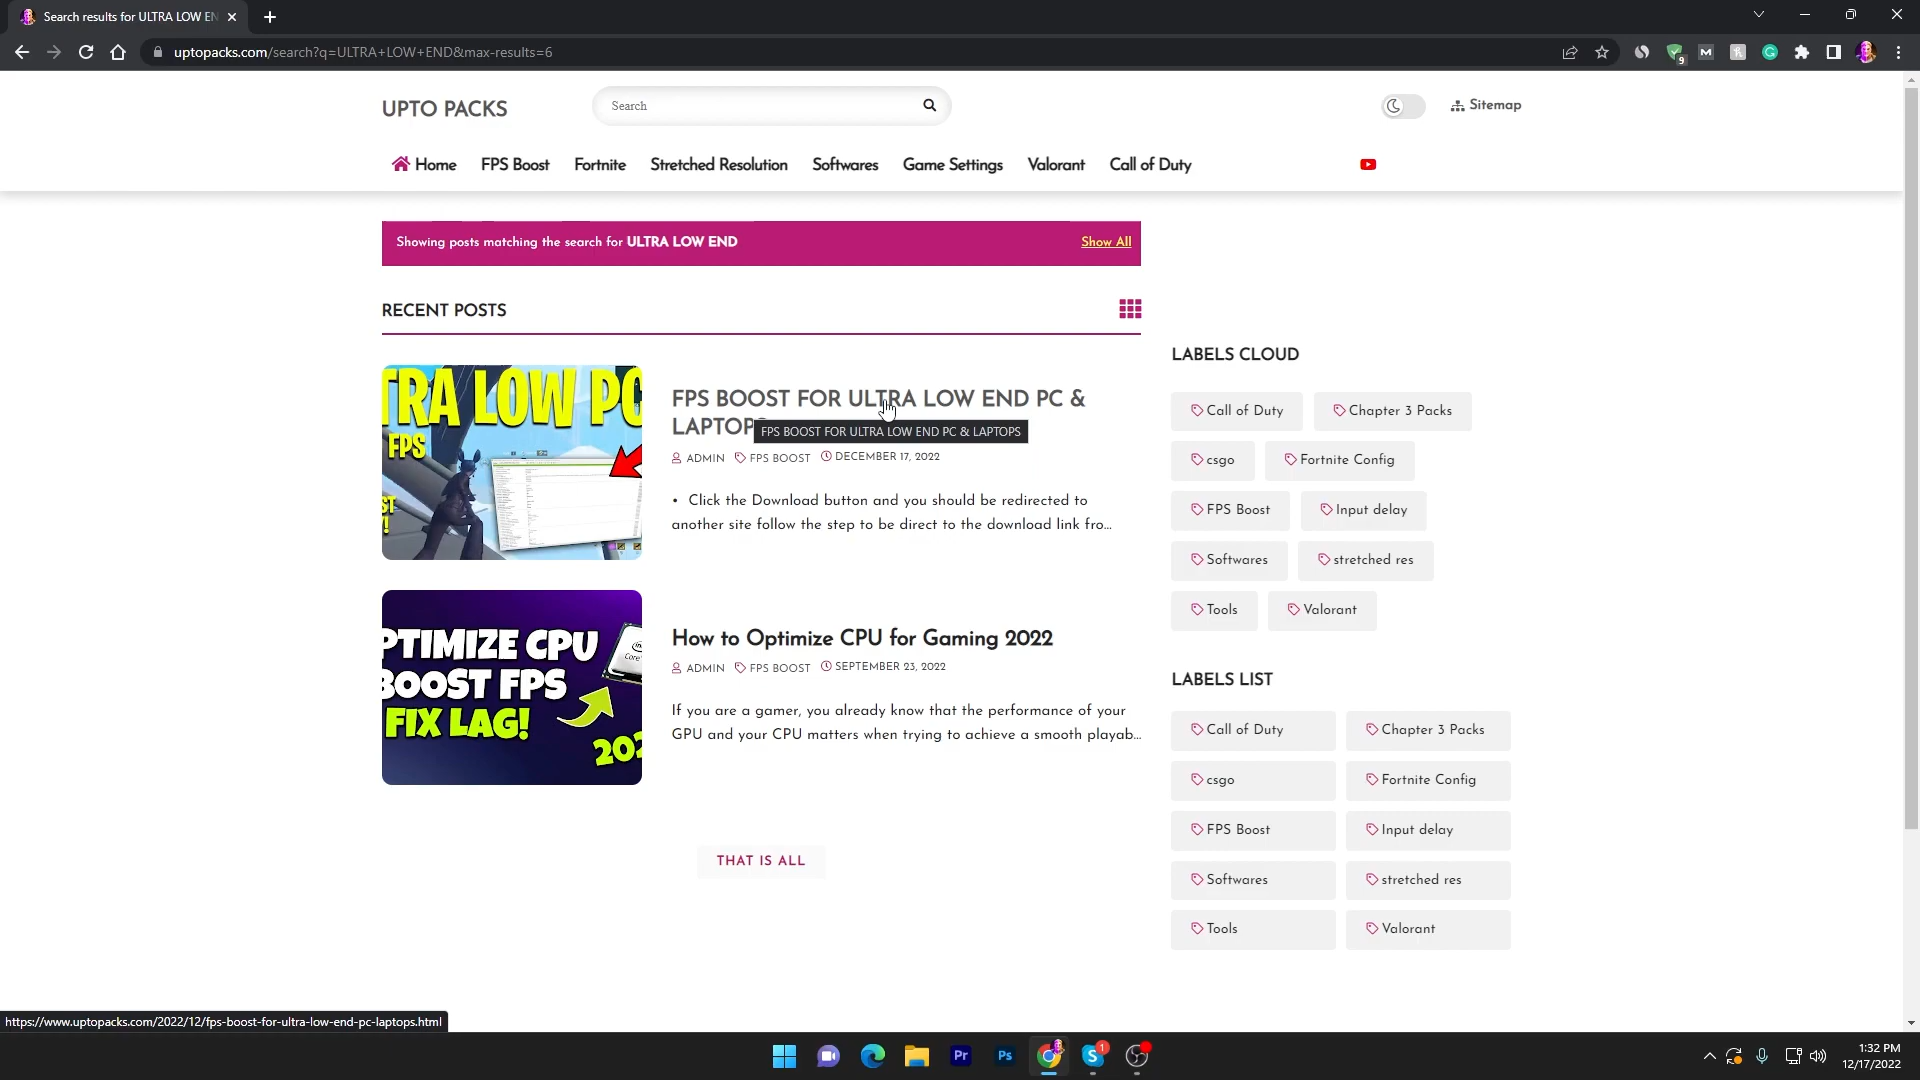 Search results for ULTRA LOW EN
uptopacks.com/search?q=ULTRA+LOW+END&max-results=6
9
UPTO PACKS
Search
Sitemap
Home
FPS Boost
Fortnite
Stretched Resolution
Softwares
Game Settings
Valorant
Call of Duty
Showing posts matching the search for ULTRA LOW END
Show All
RECENT POSTS
TRA LOW PC
FPS
FPS BOOST FOR ULTRA LOW END PC &
LAPTOP
FPS BOOST FOR ULTRA LOW END PC & LAPTOPS
ADMIN FPS BOOST DECEMBER 17, 2022
• Click the Download button and you should be redirected to
another site follow the step to be direct to the download link fro...
PTIMIZE CPU
BOOST FPS
FIX LAG!
202
How to Optimize CPU for Gaming 2022
ADMIN FPS BOOST SEPTEMBER 23, 2022
If you are a gamer, you already know that the performance of your
GPU and your CPU matters when trying to achieve a smooth playab...
THAT IS ALL
LABELS CLOUD
Call of Duty
Chapter 3 Packs
csgo
Fortnite Config
FPS Boost
Input delay
Softwares
stretched res
Tools
Valorant
LABELS LIST
Call of Duty
Chapter 3 Packs
csgo
Fortnite Config
FPS Boost
Input delay
Softwares
stretched res
Tools
Valorant
https://www.uptopacks.com/2022/12/fps-boost-for-ultra-low-end-pc-laptops.html
Pr
Ps
S
1
1:32 PM
12/17/2022